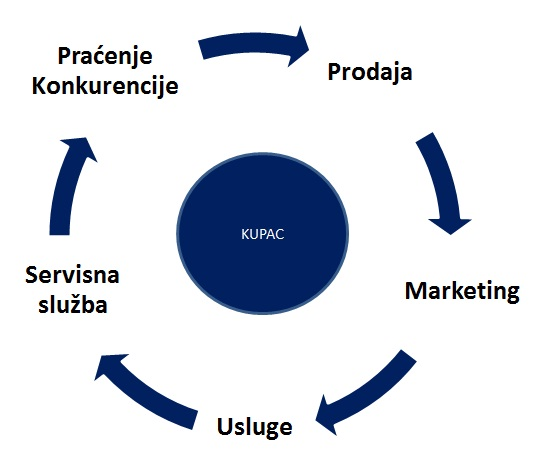 Praćenje
Konkurencije
Prodaja
KUPAC
Servisna
služba
Marketing
Usluge